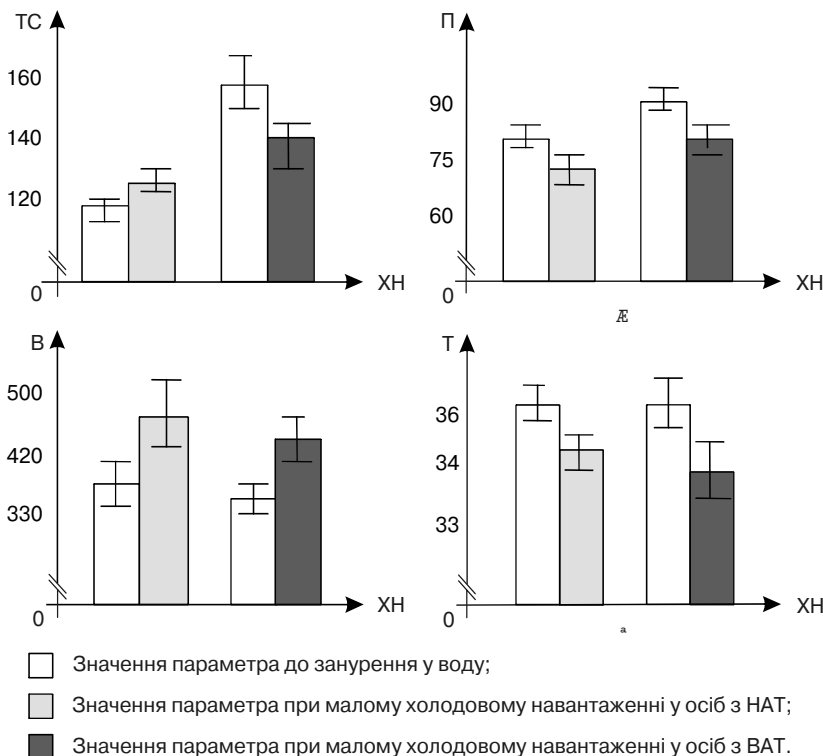 ТС
160
140
120
0
ХН
П
90
75
60
0
ХН
Æ
В
500
420
330
0
ХН
Т
36
34
33
0
ХН
а
Значення параметра до занурення у воду;
Значення параметра при малому холодовому навантаженні у осіб з НАТ;
Значення параметра при малому холодовому навантаженні у осіб з ВАТ.